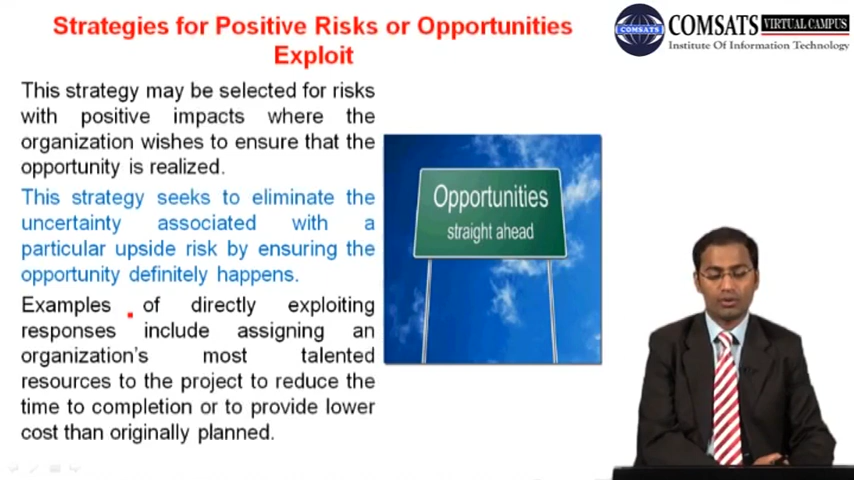 Strategies for Positive Risks or Opportunities
Exploit
COMSATS
COMSATS VIRTUAL CAMPUS
Institute Of Information Technology
This strategy may be selected for risks
with positive impacts where the
organization wishes to ensure that the
opportunity is realized.
This strategy seeks to eliminate the
uncertainty associated with a
particular upside risk by ensuring the
opportunity definitely happens.
Examples of directly exploiting
responses include assigning an
organization's most talented
resources to the project to reduce the
time to completion or to provide lower
cost than originally planned.
Opportunities
straight ahead